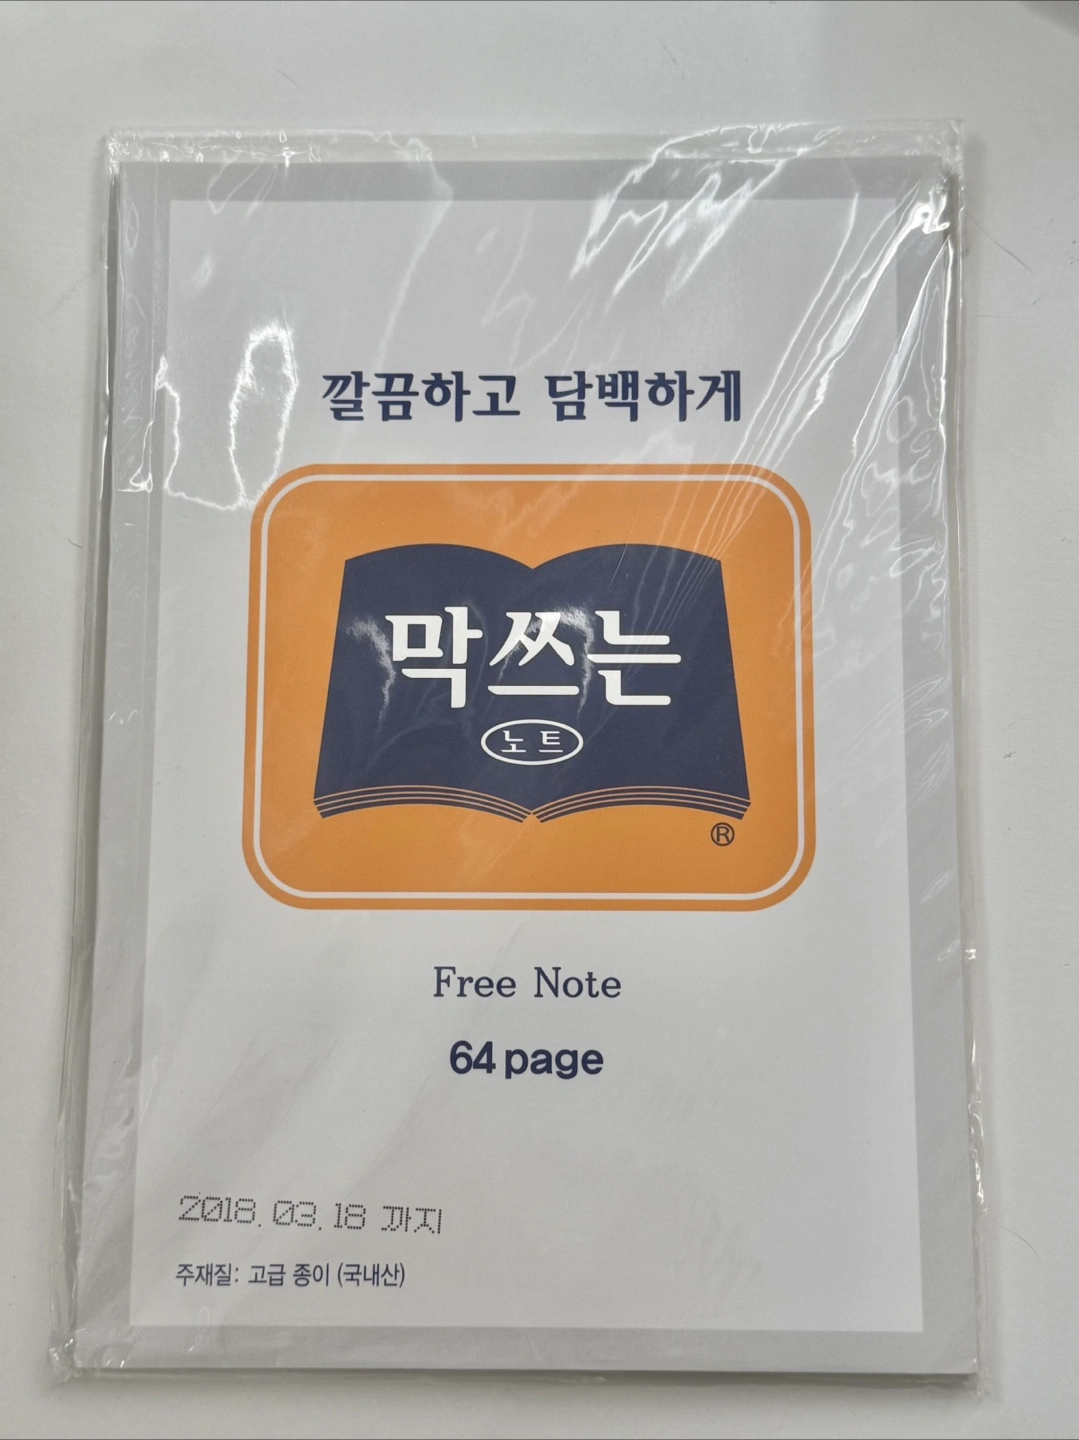 깔끔하고 담백하게
막쓰는
노트
®
Free Note
64 page
2018. 03. 18 까지
주재질: 고급 종이 (국내산)